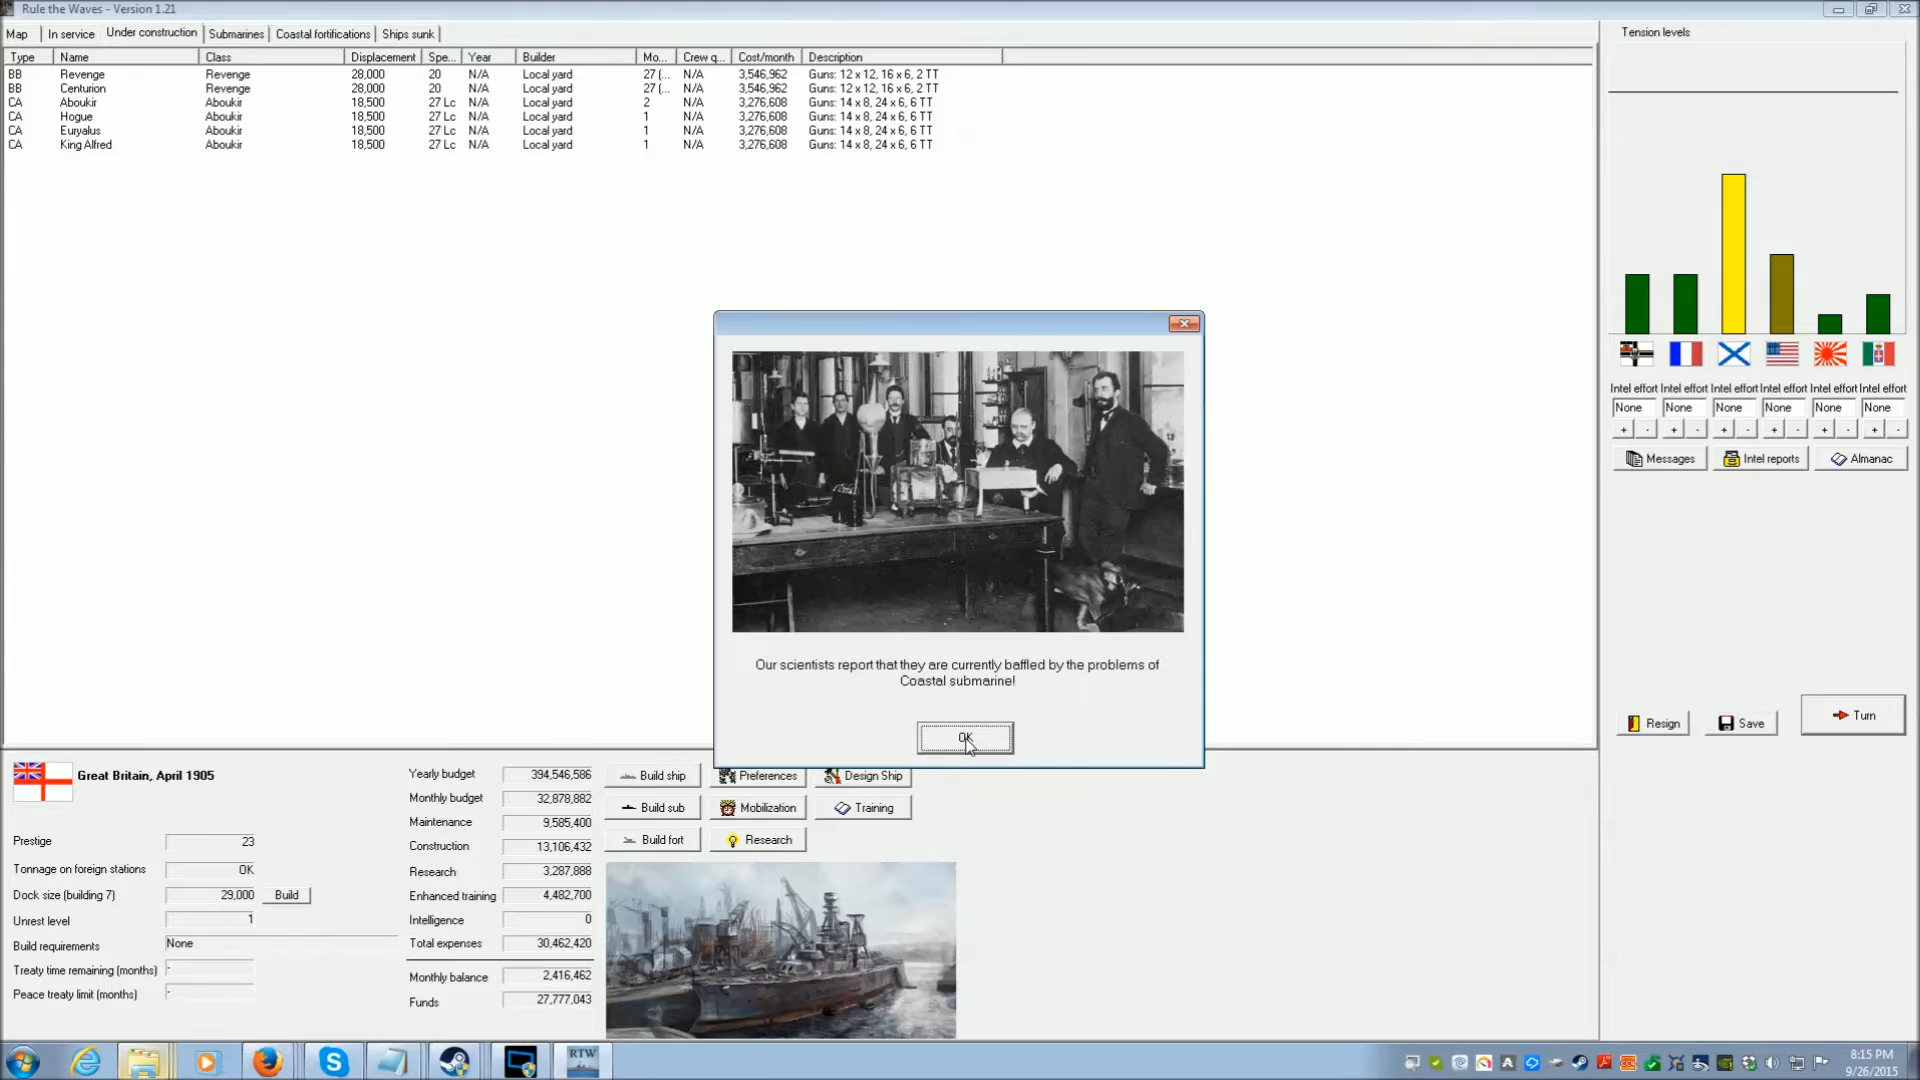 Rule the Waves - Version 1.21
Map In service Under construction Submarines Coastal fortifications Ships sunk
Type Name Class Displacement Spe... Year Builder Mo... Crew q... Cost/month Description
BB Revenge Revenge 28,000 20 N/A Local yard 27 (... N/A 3,546,962 Guns: 12 x 12, 16 x 6, 2 TT
BB Centurion Revenge 28,000 20 N/A Local yard 27 (... N/A 3,546,962 Guns: 12 x 12, 16 x 6, 2 TT
CA Aboukir Aboukir 18,500 27 Lc N/A Local yard 2 N/A 3,276,608 Guns: 14 x 8, 24 x 6, 6 TT
CA Hogue Aboukir 18,500 27 Lc N/A Local yard 1 N/A 3,276,608 Guns: 14 x 8, 24 x 6, 6 TT
CA Euryalus Aboukir 18,500 27 Lc N/A Local yard 1 N/A 3,276,608 Guns: 14 x 8, 24 x 6, 6 TT
CA King Alfred Aboukir 18,500 27 Lc N/A Local yard 1 N/A 3,276,608 Guns: 14 x 8, 24 x 6, 6 TT
Tension levels
Intel effort Intel effort Intel effort Intel effort Intel effort Intel effort
None None None None None None
+ - + - + - + - + - + -
Messages Intel reports Almanac
Our scientists report that they are currently baffled by the problems of
Coastal submarine!
OK
Resign Save Turn
Great Britain, April 1905
Prestige 23
Tonnage on foreign stations OK
Dock size (building 7) 29,000 Build
Unrest level 1
Build requirements None
Treaty time remaining (months) -
Peace treaty limit (months) -
Yearly budget 394,546,586
Monthly budget 32,878,882
Maintenance 9,585,400
Construction 13,106,432
Research 3,287,888
Enhanced training 4,482,700
Intelligence 0
Total expenses 30,462,420
Monthly balance 2,416,462
Funds 27,777,043
Build ship Preferences Design Ship
Build sub Mobilization Training
Build fort Research
RTW
8:15 PM
9/26/2015